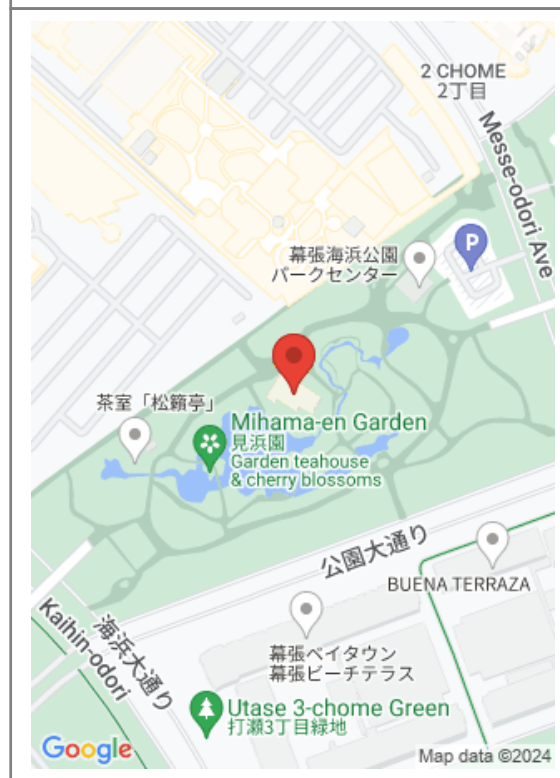 2 CHOME
2丁目
Messe-odori Ave
幕張海浜公園
パークセンター
P
茶室「松籟亭」
Mihama-en Garden
見浜園
Garden teahouse
& cherry blossoms
公園大通り
BUENA TERRAZA
海浜大通り
Kaihin-odori
幕張ベイタウン
幕張ビーチテラス
Utase 3-chome Green
打瀬3丁目緑地
Google
Map data ©2024